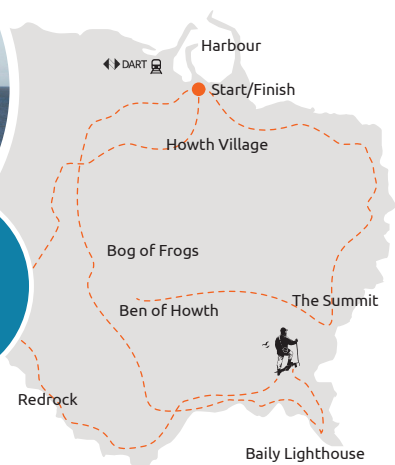 Harbour
DART
Start/Finish
Howth Village
Bog of Frogs
The Summit
Ben of Howth
Redrock
Baily Lighthouse